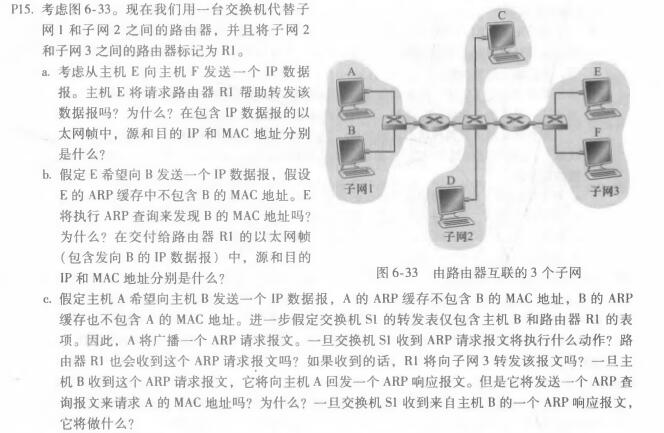 P15. 考虑图 6-33。现在我们用一台交换机代替子
网 1 和子网 2 之间的路由器，并且将子网 2
和子网 3 之间的路由器标记为 R1。
a. 考虑从主机 E 向主机 F 发送一个 IP 数据
报。主机 E 将请求路由器 R1 帮助转发该
数据报吗？为什么？在包含 IP 数据报的以
太网帧中，源和目的 IP 和 MAC 地址分别
是什么？
b. 假定 E 希望向 B 发送一个 IP 数据报，假设
E 的 ARP 缓存中不包含 B 的 MAC 地址。E
将执行 ARP 查询来发现 B 的 MAC 地址吗？
为什么？在交付给路由器 R1 的以太网帧
（包含发向 B 的 IP 数据报）中，源和目的
IP 和 MAC 地址分别是什么？
C
A
E
B
F
子网1
D
子网3
子网2
图 6-33 由路由器互联的 3 个子网
c. 假定主机 A 希望向主机 B 发送一个 IP 数据报，A 的 ARP 缓存不包含 B 的 MAC 地址，B 的 ARP
缓存也不包含 A 的 MAC 地址。进一步假定交换机 S1 的转发表仅包含主机 B 和路由器 R1 的表
项。因此，A 将广播一个 ARP 请求报文。一旦交换机 S1 收到 ARP 请求报文将执行什么动作？路
由器 R1 也会收到这个 ARP 请求报文吗？如果收到的话，R1 将向子网 3 转发该报文吗？一旦主
机 B 收到这个 ARP 请求报文，它将向主机 A 回发一个 ARP 响应报文。但是它将发送一个 ARP 查
询报文来请求 A 的 MAC 地址吗？为什么？一旦交换机 S1 收到来自主机 B 的一个 ARP 响应报文，
它将做什么？